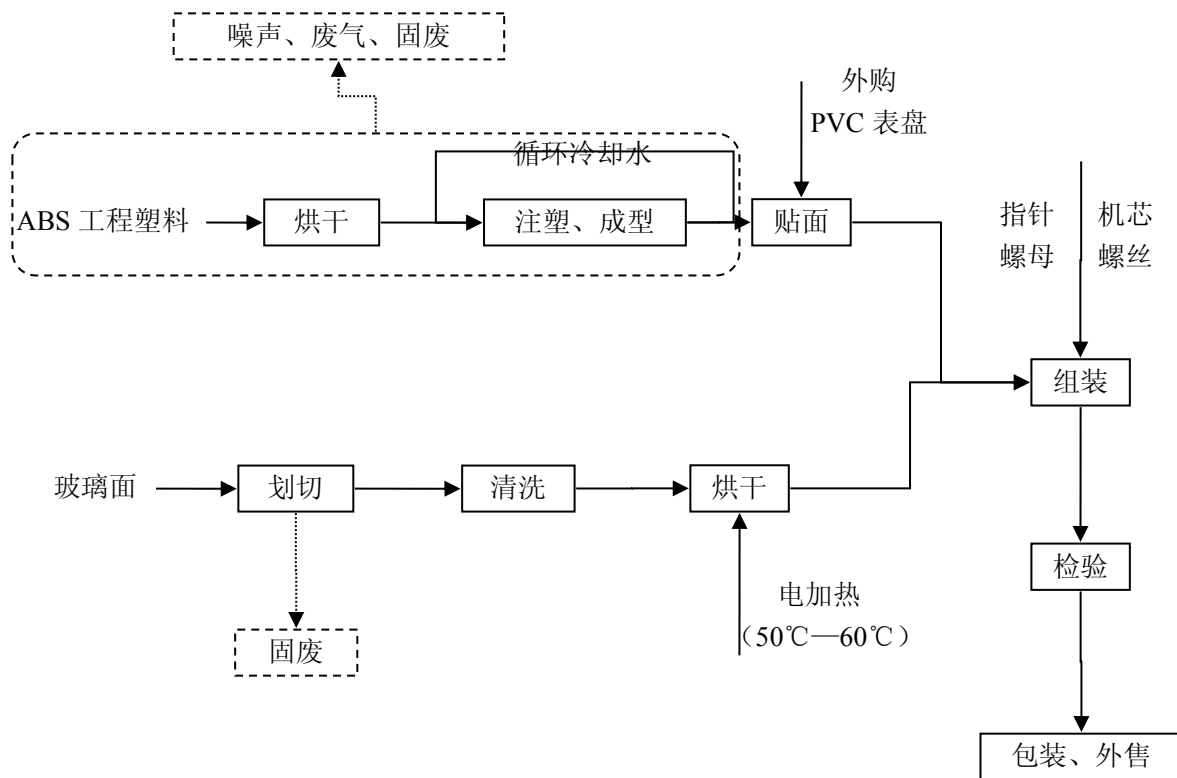 噪声、废气、固废
外购
PVC 表盘
循环冷却水
ABS 工程塑料
烘干
注塑、成型
贴面
指针
螺母
机芯
螺丝
组装
玻璃面
划切
清洗
烘干
检验
电加热
（50℃—60℃）
固废
包装、外售